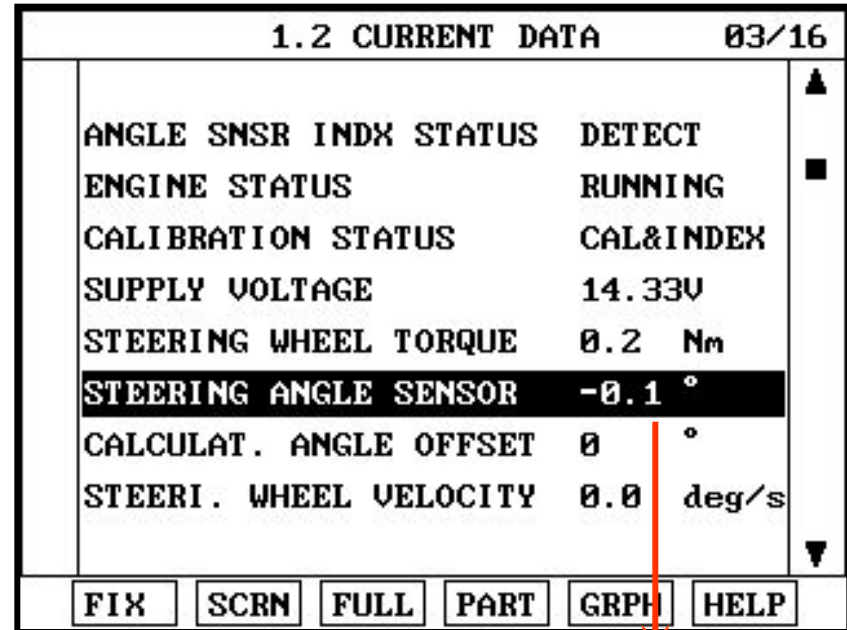 1.2 CURRENT DATA 03/16
ANGLE SNSR INDX STATUS DETECT
ENGINE STATUS RUNNING
CALIBRATION STATUS CAL&INDEX
SUPPLY VOLTAGE 14.33V
STEERING WHEEL TORQUE 0.2 Nm
STEERING ANGLE SENSOR -0.1 °
CALCULAT. ANGLE OFFSET 0 °
STEERI. WHEEL VELOCITY 0.0 deg/s
FIX SCRN FULL PART GRPH HELP